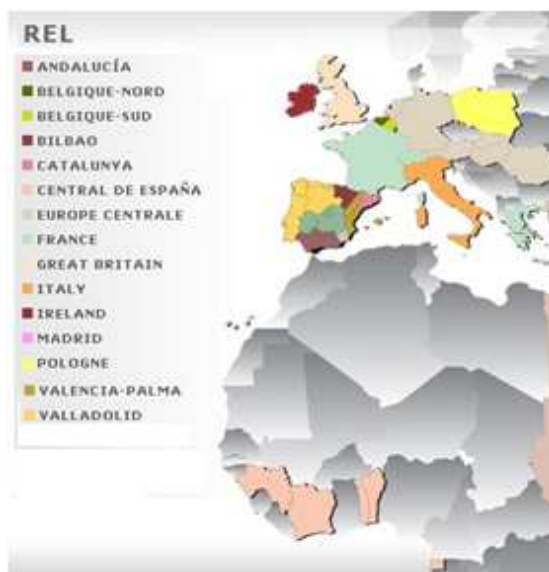 REL
ANDALUCÍA
BELGIQUE-NORD
BELGIQUE-SUD
BILBAO
CATALUNYA
CENTRAL DE ESPAÑA
EUROPE CENTRALE
FRANCE
GREAT BRITAIN
ITALY
IRELAND
MADRID
POLOGNE
VALENCIA-PALMA
VALLADOLID